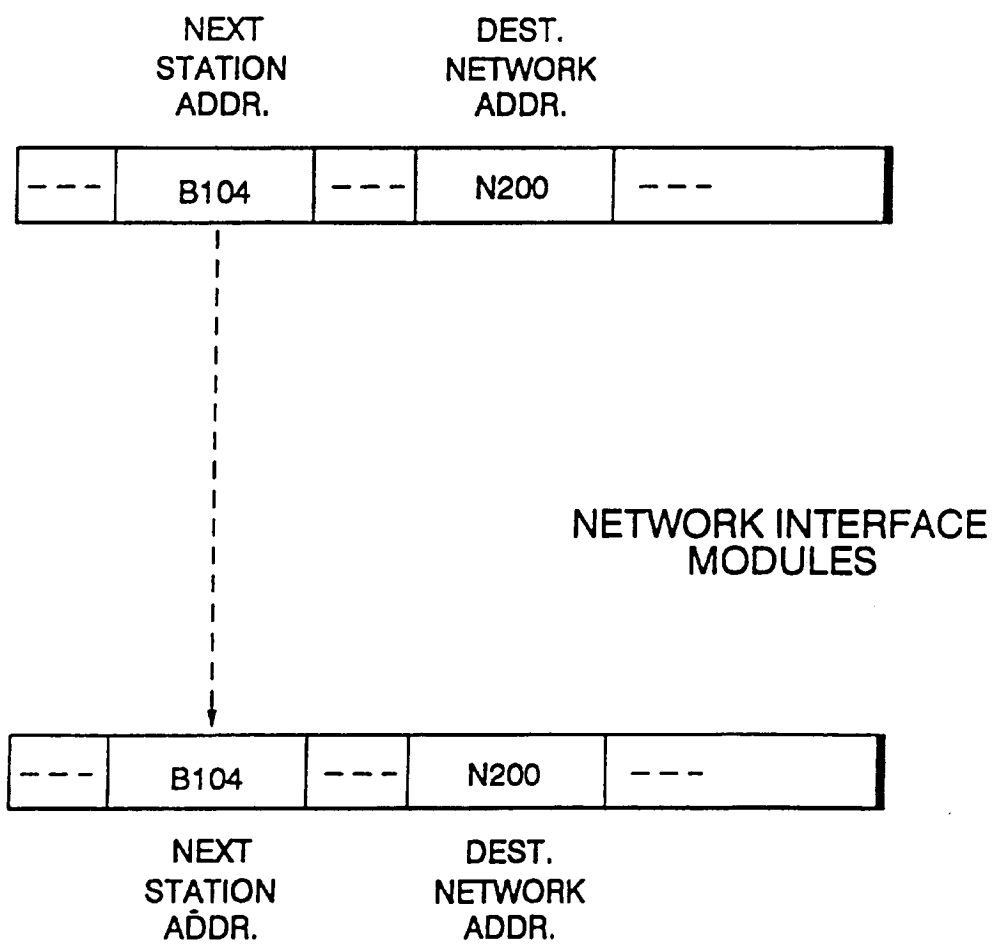 NEXT STATION ADDR.
DEST. NETWORK ADDR.
--- B104 --- N200 ---
NETWORK INTERFACE
MODULES
--- B104 --- N200 ---
NEXT STATION ADDR.
DEST. NETWORK ADDR.